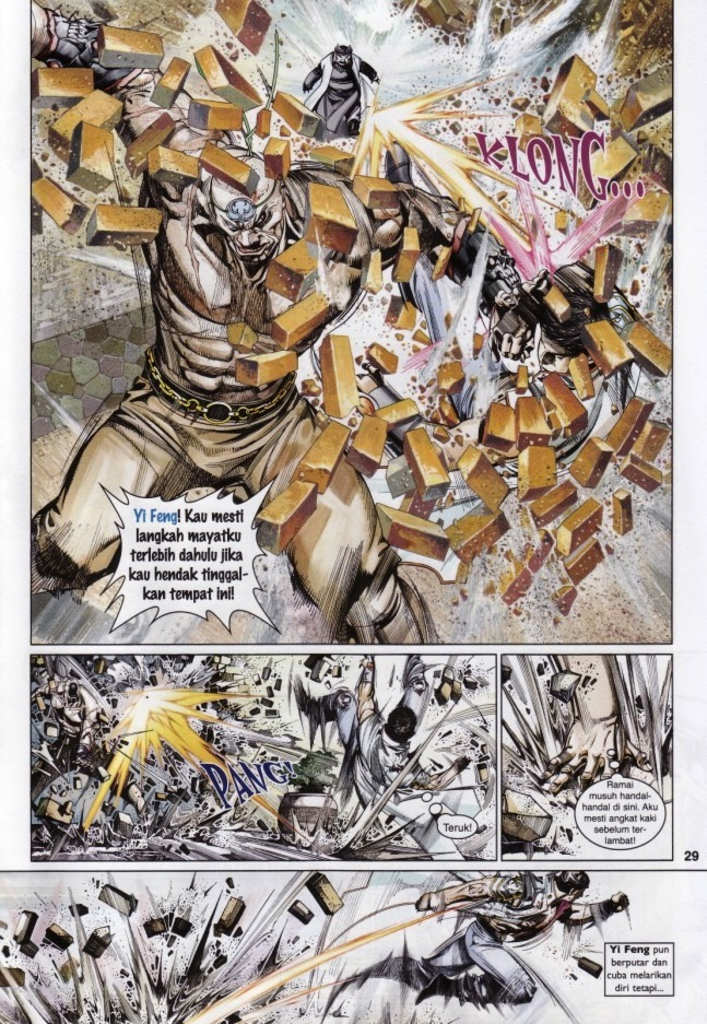 KLONG...
Yi Feng! Kau mesti
langkah mayatku
terlebih dahulu jika
kau hendak tinggal-
kan tempat ini!
PANG!
Teruk!
Ramai
musuh handal-
handal di sini. Aku
mesti angkat kaki
sebelum ter-
lambat!
29
Yi Feng pun
berputar dan
cuba melarikan
diri tetapi...